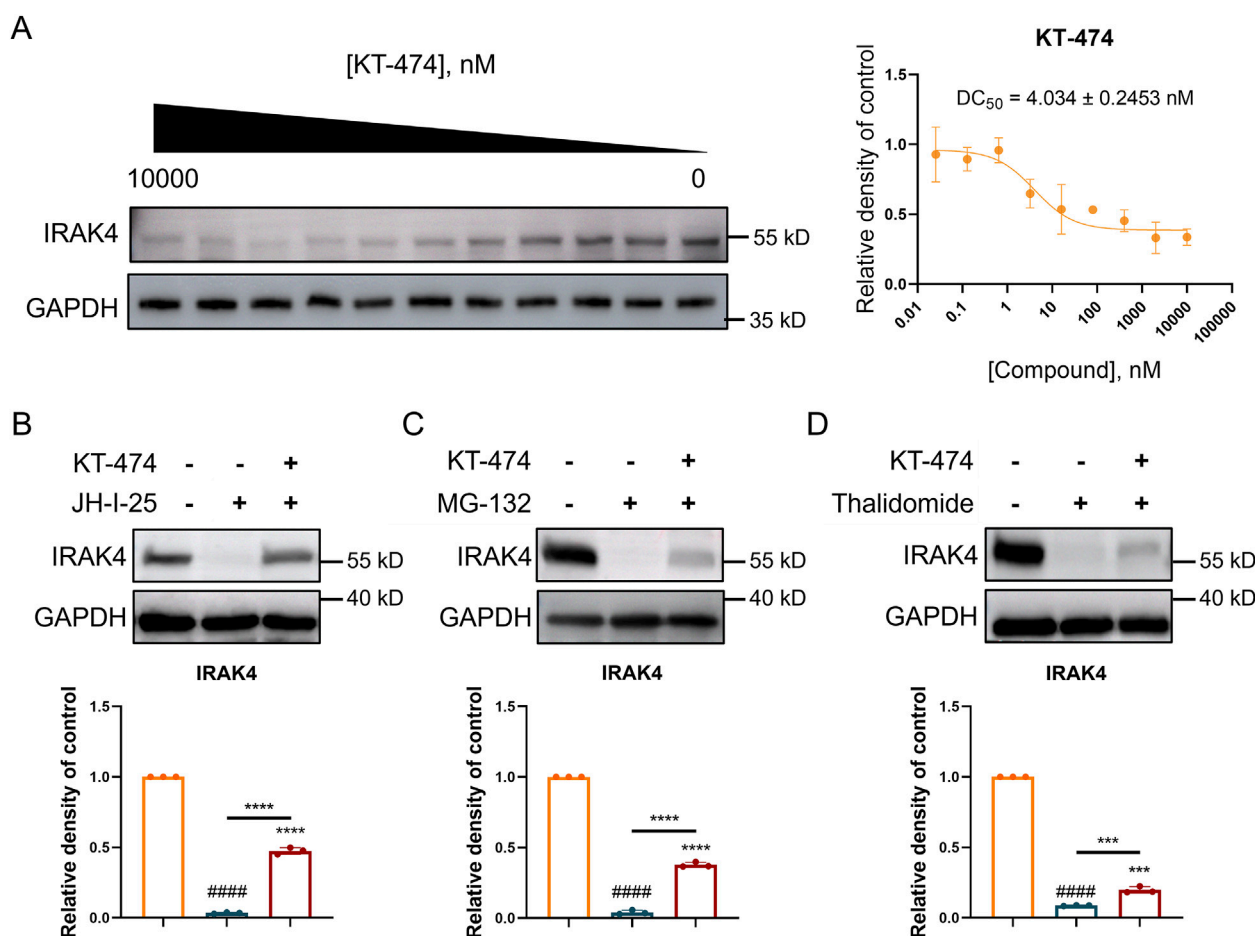 A
[KT-474], nM
10000 0
IRAK4
55 kD
GAPDH
35 kD
KT-474
DC₅₀ = 4.034 ± 0.2453 nM
Relative density of control
1.5
1.0
0.5
0.0
0.01 0.1 1 10 100 1000 10000 100000
[Compound], nM
B
KT-474 - - +
JH-I-25 - + +
IRAK4
55 kD
40 kD
GAPDH
IRAK4
Relative density of control
1.5
1.0
0.5
0.0
####
****
****
C
KT-474 - - +
MG-132 - + +
IRAK4
55 kD
40 kD
GAPDH
IRAK4
Relative density of control
1.5
1.0
0.5
0.0
####
****
****
D
KT-474 - - +
Thalidomide - + +
IRAK4
55 kD
40 kD
GAPDH
IRAK4
Relative density of control
1.5
1.0
0.5
0.0
####
***
***